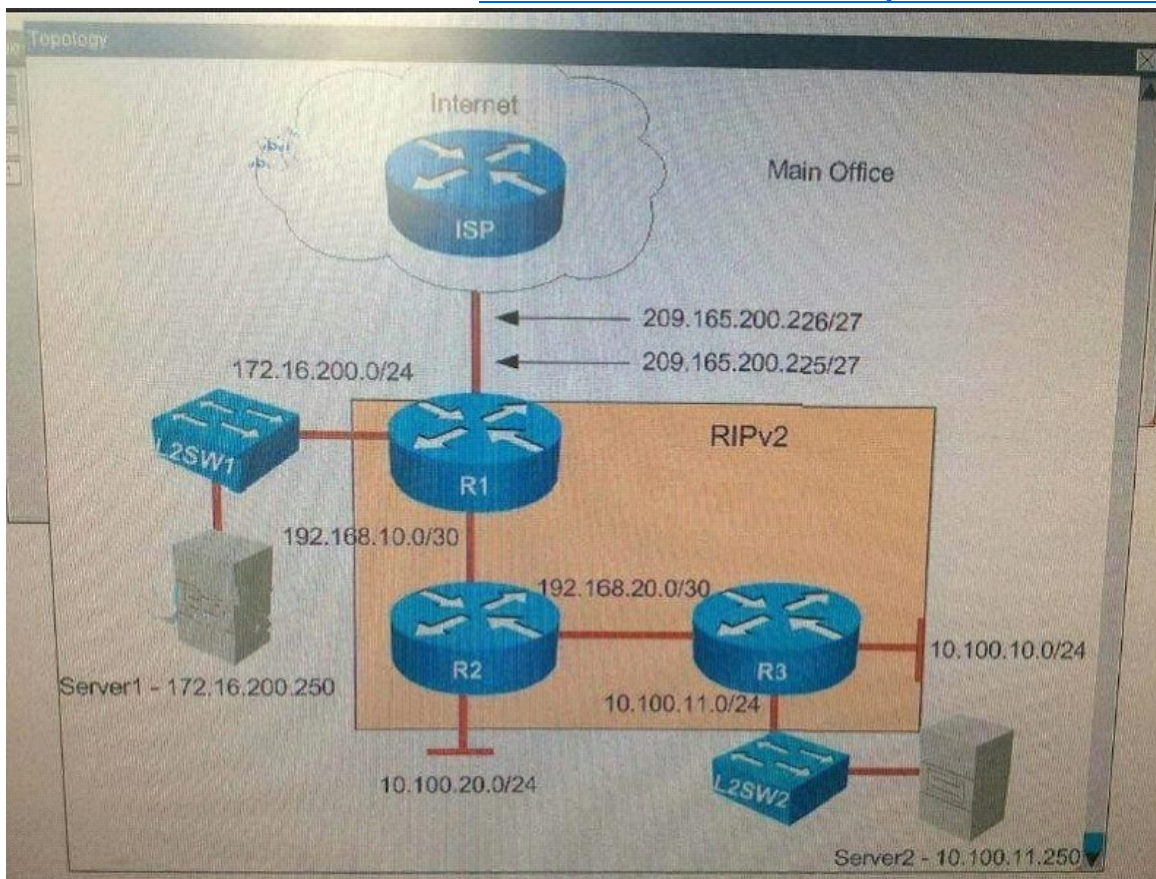 Topology
Internet
Main Office
ISP
209.165.200.226/27
209.165.200.225/27
172.16.200.0/24
RIPv2
L2SW1
R1
192.168.10.0/30
192.168.20.0/30
R2
R3
10.100.10.0/24
Server1 - 172.16.200.250
10.100.11.0/24
10.100.20.0/24
L2SW2
Server2 - 10.100.11.250